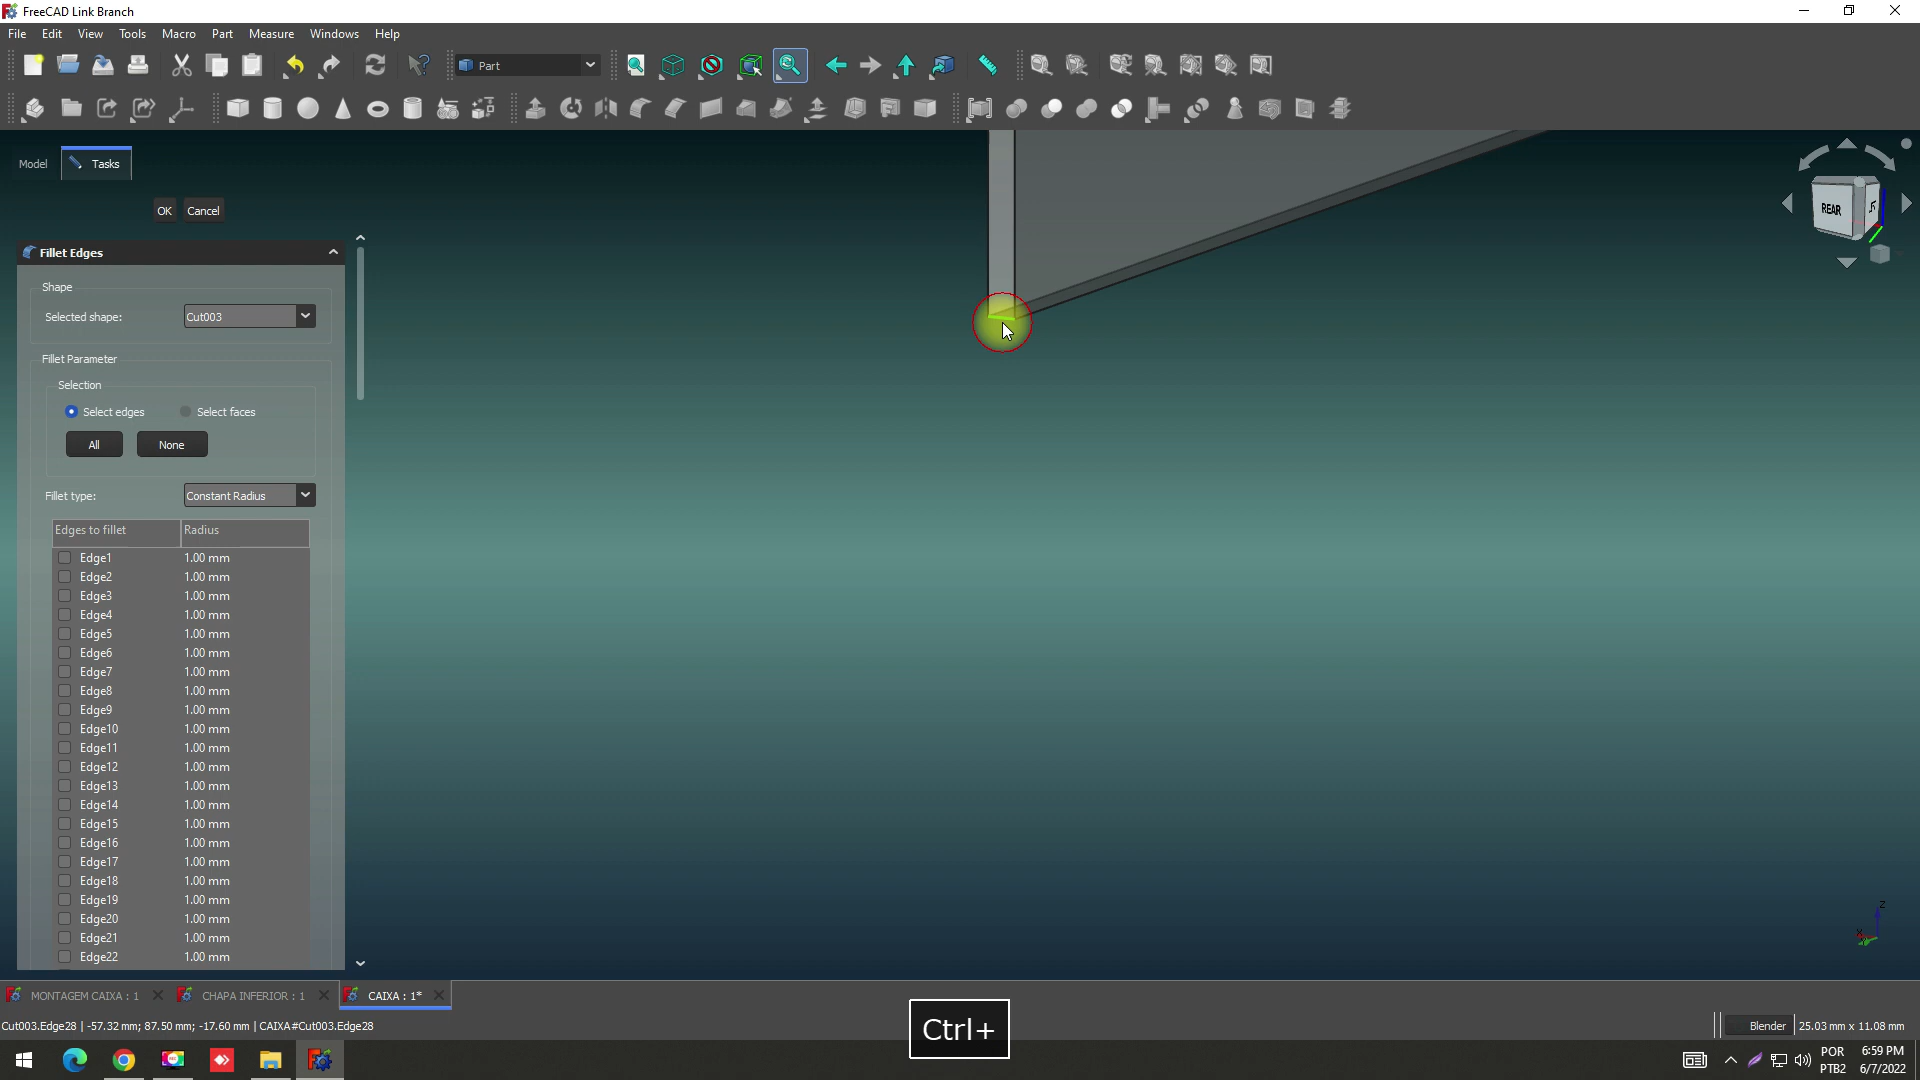 FreeCAD Link Branch
File Edit View Tools Macro Part Measure Windows Help
Part
Model Tasks
OK Cancel
Fillet Edges
Shape
Selected shape: Cut003
Fillet Parameter
Selection
Select edges Select faces
All None
Fillet type: Constant Radius
Edges to fillet Radius
Edge1 1.00 mm
Edge2 1.00 mm
Edge3 1.00 mm
Edge4 1.00 mm
Edge5 1.00 mm
Edge6 1.00 mm
Edge7 1.00 mm
Edge8 1.00 mm
Edge9 1.00 mm
Edge10 1.00 mm
Edge11 1.00 mm
Edge12 1.00 mm
Edge13 1.00 mm
Edge14 1.00 mm
Edge15 1.00 mm
Edge16 1.00 mm
Edge17 1.00 mm
Edge18 1.00 mm
Edge19 1.00 mm
Edge20 1.00 mm
Edge21 1.00 mm
Edge22 1.00 mm
REAR
Z
MONTAGEM CAIXA : 1 CHAPA INFERIOR : 1 CAIXA : 1*
Cut003.Edge28 | -57.32 mm; 87.50 mm; -17.60 mm | CAIXA#Cut003.Edge28
Ctrl+
Blender 25.03 mm x 11.08 mm
POR 6:59 PM
PTB2 6/7/2022